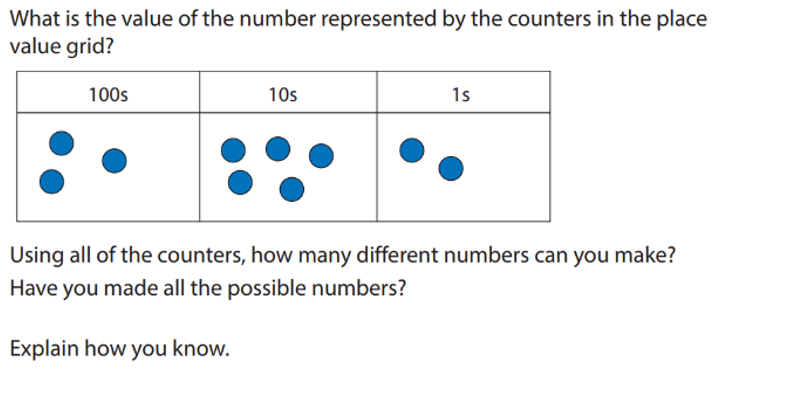 What is the value of the number represented by the counters in the place
value grid?
100s 10s 1s
Using all of the counters, how many different numbers can you make?
Have you made all the possible numbers?
Explain how you know.